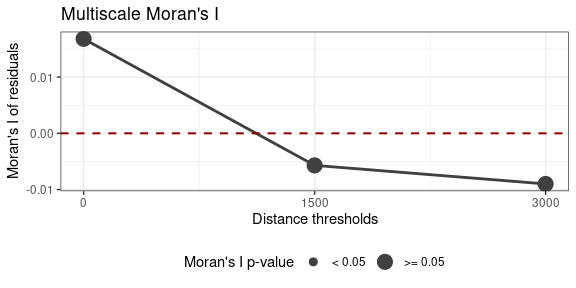 Multiscale Moran's I
Moran's I of residuals
0.01
0.00
-0.01
0 1500 3000
Distance thresholds
Moran's I p-value < 0.05 >= 0.05